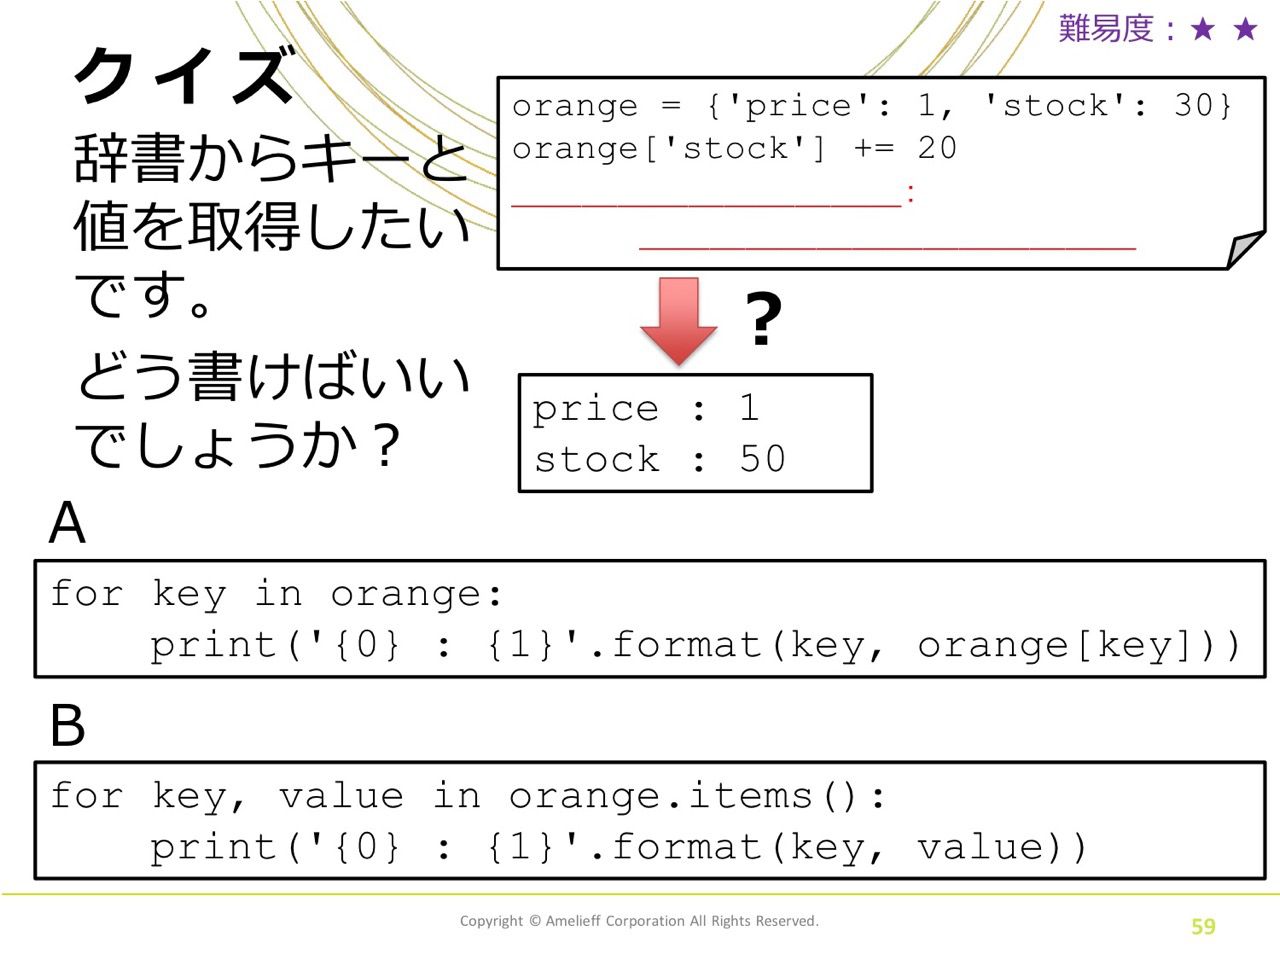 難易度：★ ★
クイズ
辞書からキーと
値を取得したい
です。
どう書けばいい
でしょうか？
orange = {'price': 1, 'stock': 30}
orange['stock'] += 20
______________________:
____________________________
?
price : 1
stock : 50
A
for key in orange:
    print('{0} : {1}'.format(key, orange[key]))
B
for key, value in orange.items():
    print('{0} : {1}'.format(key, value))
Copyright © Amelieff Corporation All Rights Reserved.
59